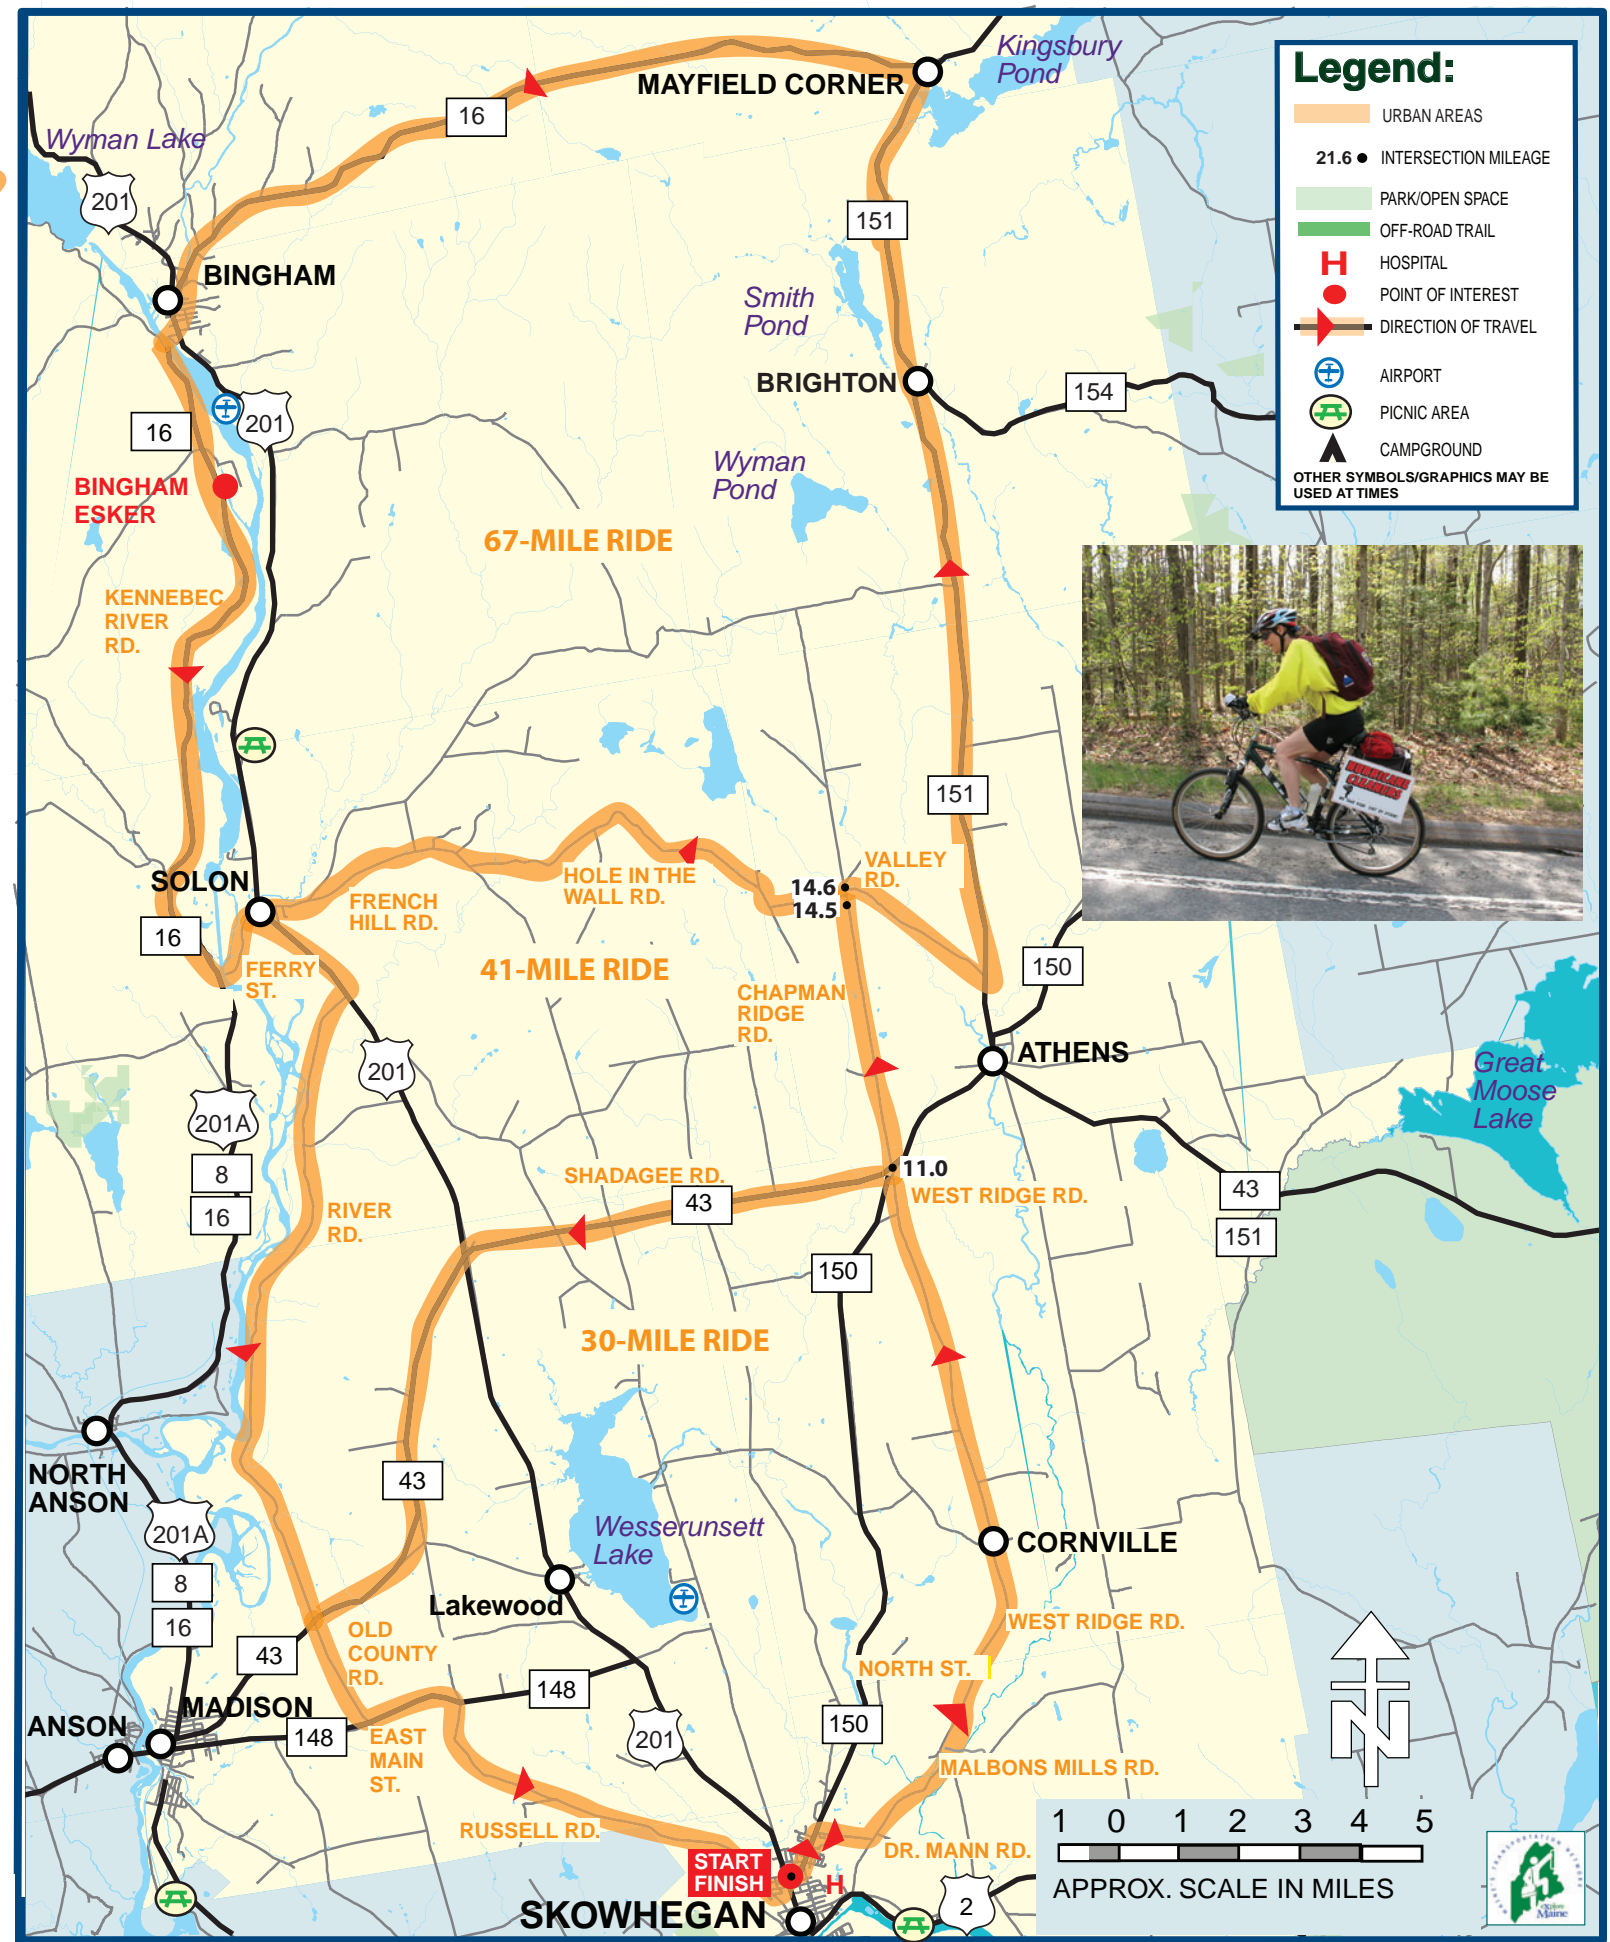 Kingsbury
Pond
MAYFIELD CORNER
16
Wyman Lake
201
151
BINGHAM
Smith
Pond
BRIGHTON
154
201
16
BINGHAM
ESKER
Wyman
Pond
67-MILE RIDE
KENNEBEC
RIVER
RD.
151
VALLEY
RD.
SOLON
HOLE IN THE
WALL RD.
14.6
14.5
FRENCH
HILL RD.
16
FERRY
ST.
41-MILE RIDE
150
CHAPMAN
RIDGE
RD.
ATHENS
201
Great
Moose
Lake
201A
8
16
SHADAGEE RD.
11.0
43
WEST RIDGE RD.
43
151
RIVER
RD.
150
30-MILE RIDE
NORTH
ANSON
43
201A
8
16
Wesserunsett
Lake
CORNVILLE
Lakewood
WEST RIDGE RD.
OLD
COUNTY
RD.
43
NORTH ST.
148
MADISON
ANSON
148
EAST
MAIN
ST.
201
150
MALBONS MILLS RD.
RUSSELL RD.
DR. MANN RD.
START
FINISH
H
SKOWHEGAN
2
Legend:
URBAN AREAS
21.6 INTERSECTION MILEAGE
PARK/OPEN SPACE
OFF-ROAD TRAIL
H HOSPITAL
POINT OF INTEREST
DIRECTION OF TRAVEL
AIRPORT
PICNIC AREA
CAMPGROUND
OTHER SYMBOLS/GRAPHICS MAY BE
USED AT TIMES
HURRICANE
CLEANERS
N
1 0 1 2 3 4 5
APPROX. SCALE IN MILES
explore
Maine